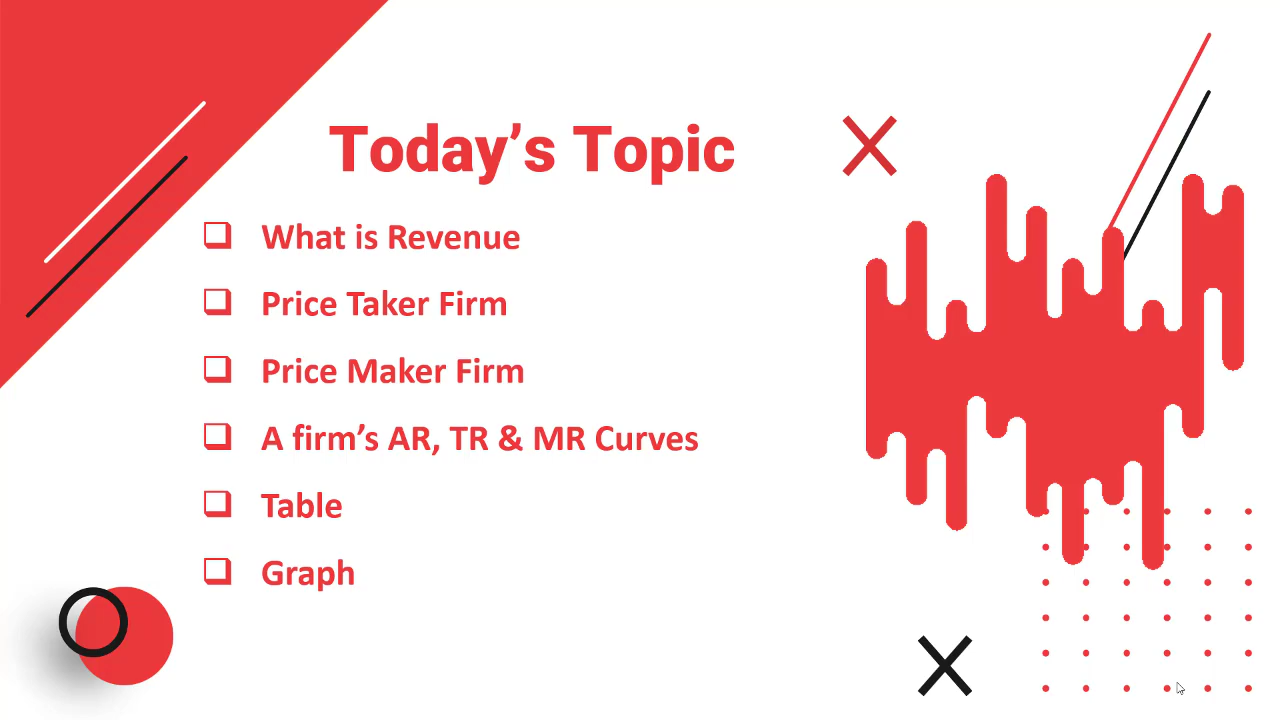 Today’s Topic
What is Revenue
Price Taker Firm
Price Maker Firm
A firm’s AR, TR & MR Curves
Table
Graph